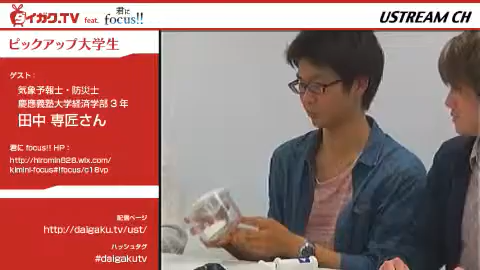 ダイガク.TV feat. 君に focus!!
USTREAM CH
ピックアップ大学生
ゲスト：
気象予報士・防災士
慶應義塾大学経済学部3年
田中 専匠さん
君に focus!! HP：
http://hiromin828.wix.com/
kimini-focus#!focus/c16vp
配信ページ
http://daigaku.tv/ust/
ハッシュタグ
#daigakutv